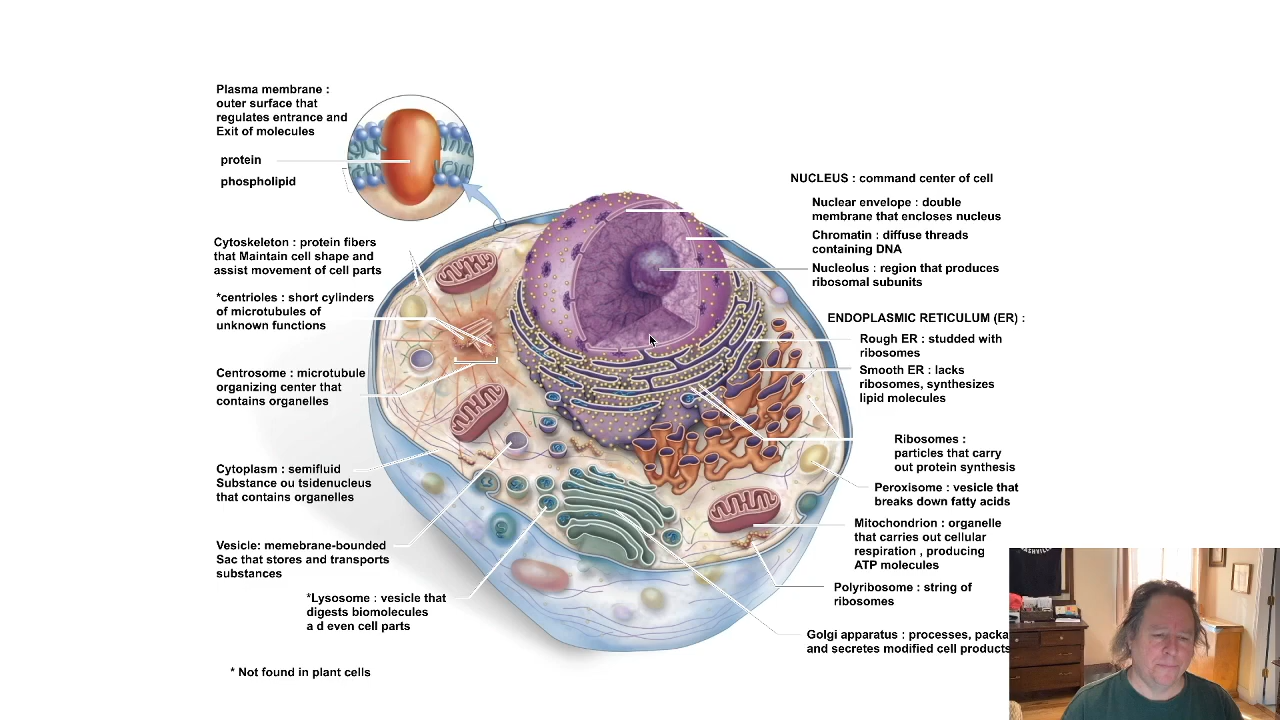 Plasma membrane :
outer surface that
regulates entrance and
Exit of molecules
protein
phospholipid
Cytoskeleton : protein fibers
that Maintain cell shape and
assist movement of cell parts
*centrioles : short cylinders
of microtubules of
unknown functions
Centrosome : microtubule
organizing center that
contains organelles
Cytoplasm : semifluid
Substance ou tsidenucleus
that contains organelles
Vesicle: memebrane-bounded
Sac that stores and transports
substances
*Lysosome : vesicle that
digests biomolecules
a d even cell parts
* Not found in plant cells
NUCLEUS : command center of cell
Nuclear envelope : double
membrane that encloses nucleus
Chromatin : diffuse threads
containing DNA
Nucleolus : region that produces
ribosomal subunits
ENDOPLASMIC RETICULUM (ER) :
Rough ER : studded with
ribosomes
Smooth ER : lacks
ribosomes, synthesizes
lipid molecules
Ribosomes :
particles that carry
out protein synthesis
Peroxisome : vesicle that
breaks down fatty acids
Mitochondrion : organelle
that carries out cellular
respiration , producing
ATP molecules
Polyribosome : string of
ribosomes
Golgi apparatus : processes, packa
and secretes modified cell products